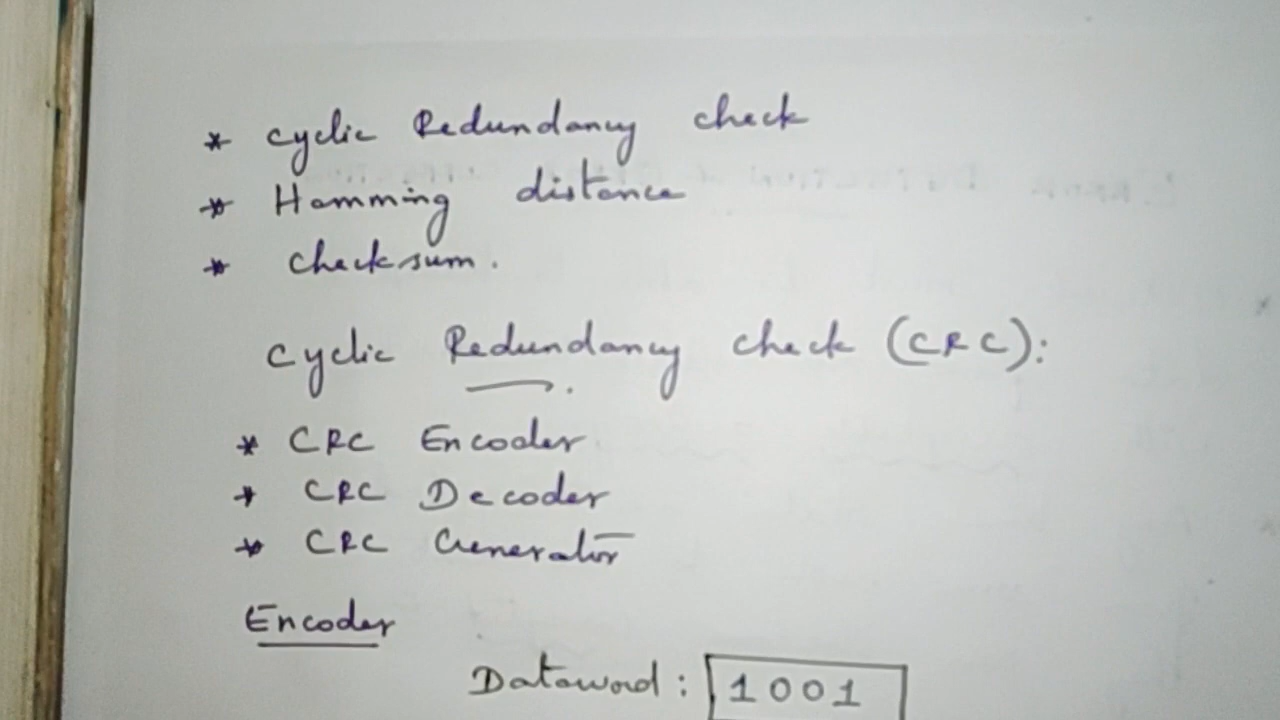 * cyclic Redundancy check
* Hamming distance
* checksum.
cyclic Redundancy check (CRC):
* CRC Encoder
* CRC Decoder
* CRC Generator
Encoder
Dataword : 1001